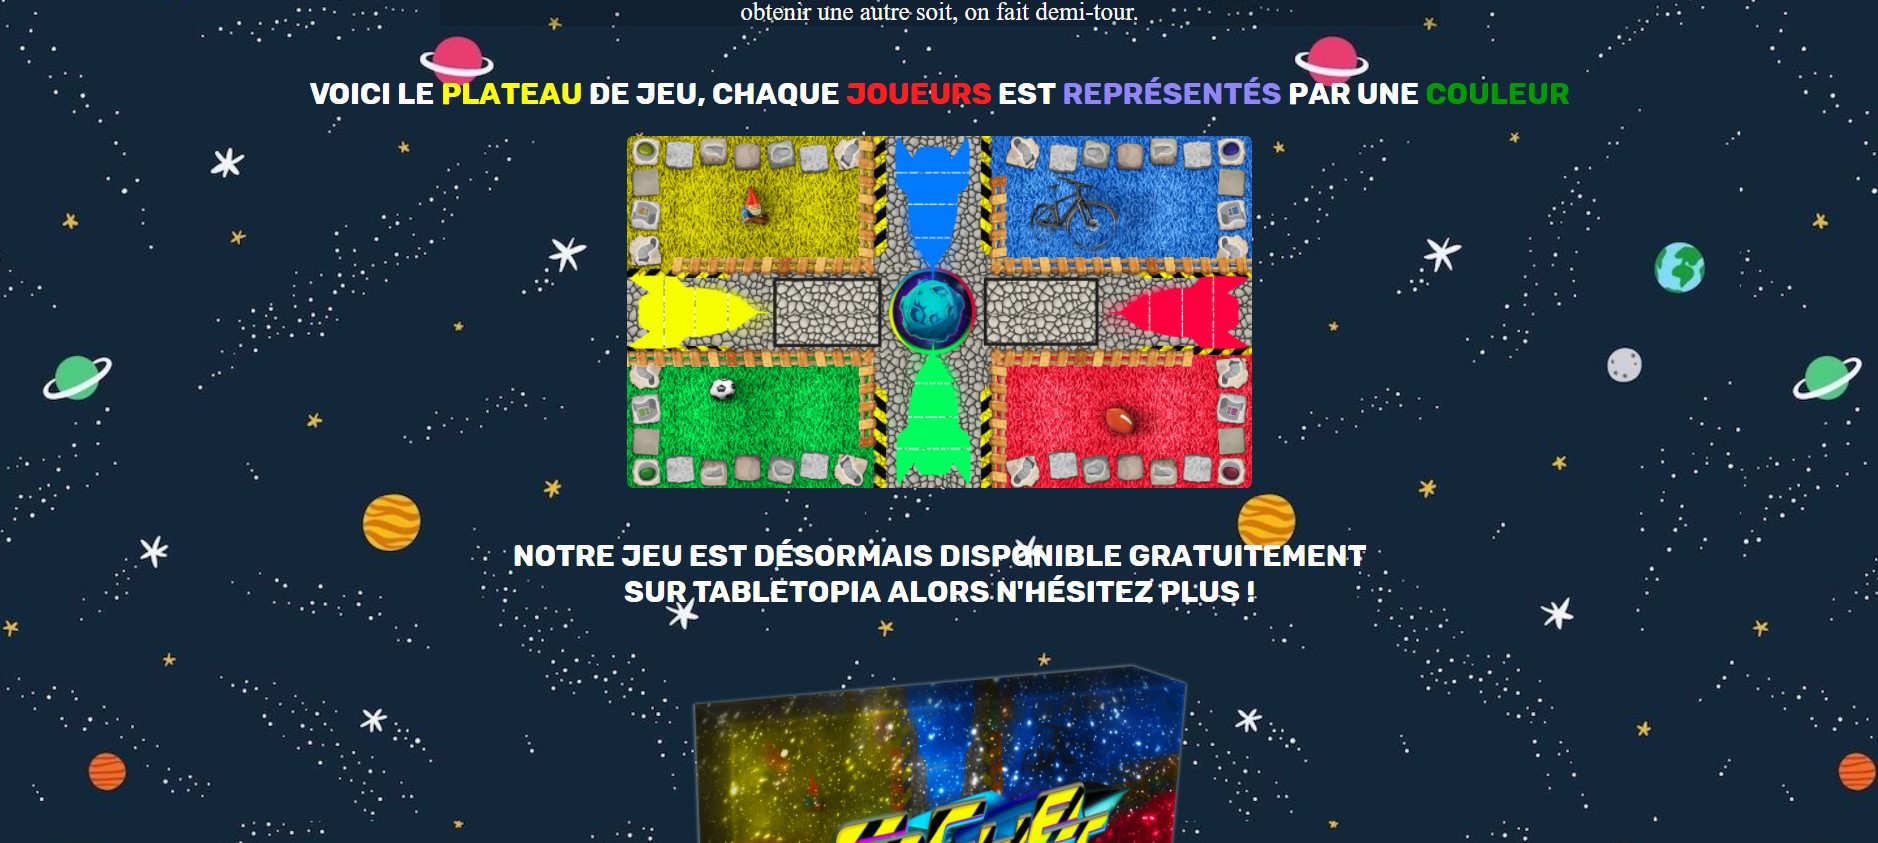 obtenir une autre soit, on fait demi-tour.
VOICI LE PLATEAU DE JEU, CHAQUE JOUEURS EST REPRÉSENTÉS PAR UNE COULEUR
NOTRE JEU EST DÉSORMAIS DISPONIBLE GRATUITEMENT
SUR TABLETOPIA ALORS N'HÉSITEZ PLUS !